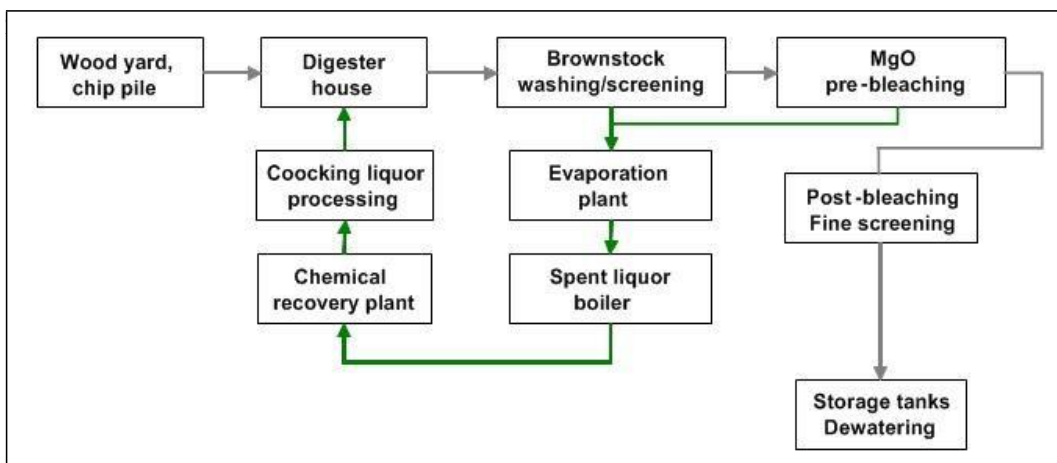 Wood yard,
chip pile
Digester
house
Brownstock
washing/screening
MgO
pre-bleaching
Coocking liquor
processing
Evaporation
plant
Post-bleaching
Fine screening
Chemical
recovery plant
Spent liquor
boiler
Storage tanks
Dewatering